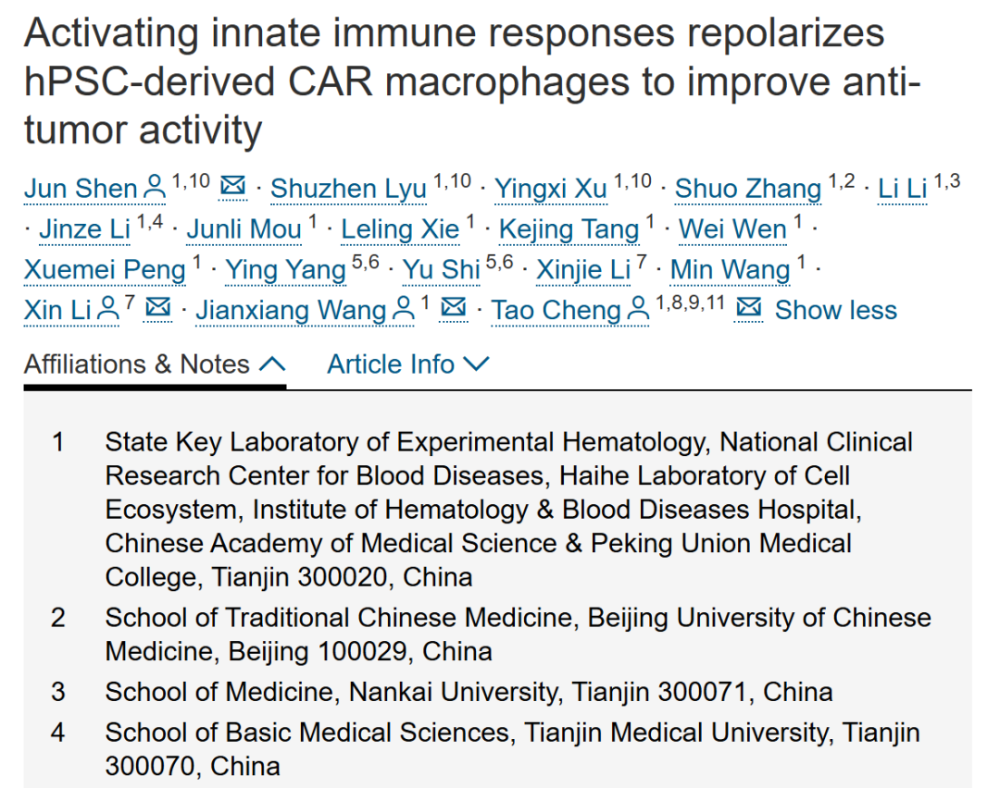 Activating innate immune responses repolarizes
hPSC-derived CAR macrophages to improve anti-
tumor activity
Jun Shen 1,10 · Shuzhen Lyu 1,10 · Yingxi Xu 1,10 · Shuo Zhang 1,2 · Li Li 1,3
· Jinze Li 1,4 · Junli Mou 1 · Leling Xie 1 · Kejing Tang 1 · Wei Wen 1 ·
Xuemei Peng 1 · Ying Yang 5,6 · Yu Shi 5,6 · Xinjie Li 7 · Min Wang 1 ·
Xin Li 7 · Jianxiang Wang 1 · Tao Cheng 1,8,9,11 Show less
Affiliations & Notes Article Info
1 State Key Laboratory of Experimental Hematology, National Clinical
Research Center for Blood Diseases, Haihe Laboratory of Cell
Ecosystem, Institute of Hematology & Blood Diseases Hospital,
Chinese Academy of Medical Science & Peking Union Medical
College, Tianjin 300020, China
2 School of Traditional Chinese Medicine, Beijing University of Chinese
Medicine, Beijing 100029, China
3 School of Medicine, Nankai University, Tianjin 300071, China
4 School of Basic Medical Sciences, Tianjin Medical University, Tianjin
300070, China